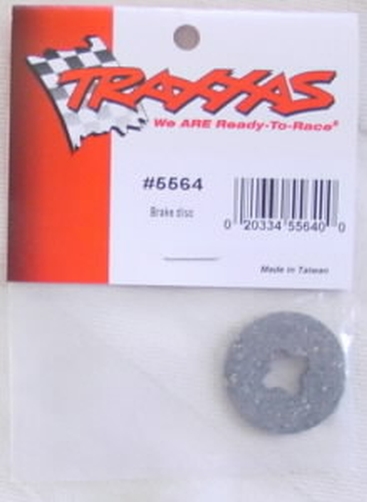 TRAXXAS
We ARE Ready-To-Race®
#5564
Brake disc
0 20334 55640 0
Made in Taiwan